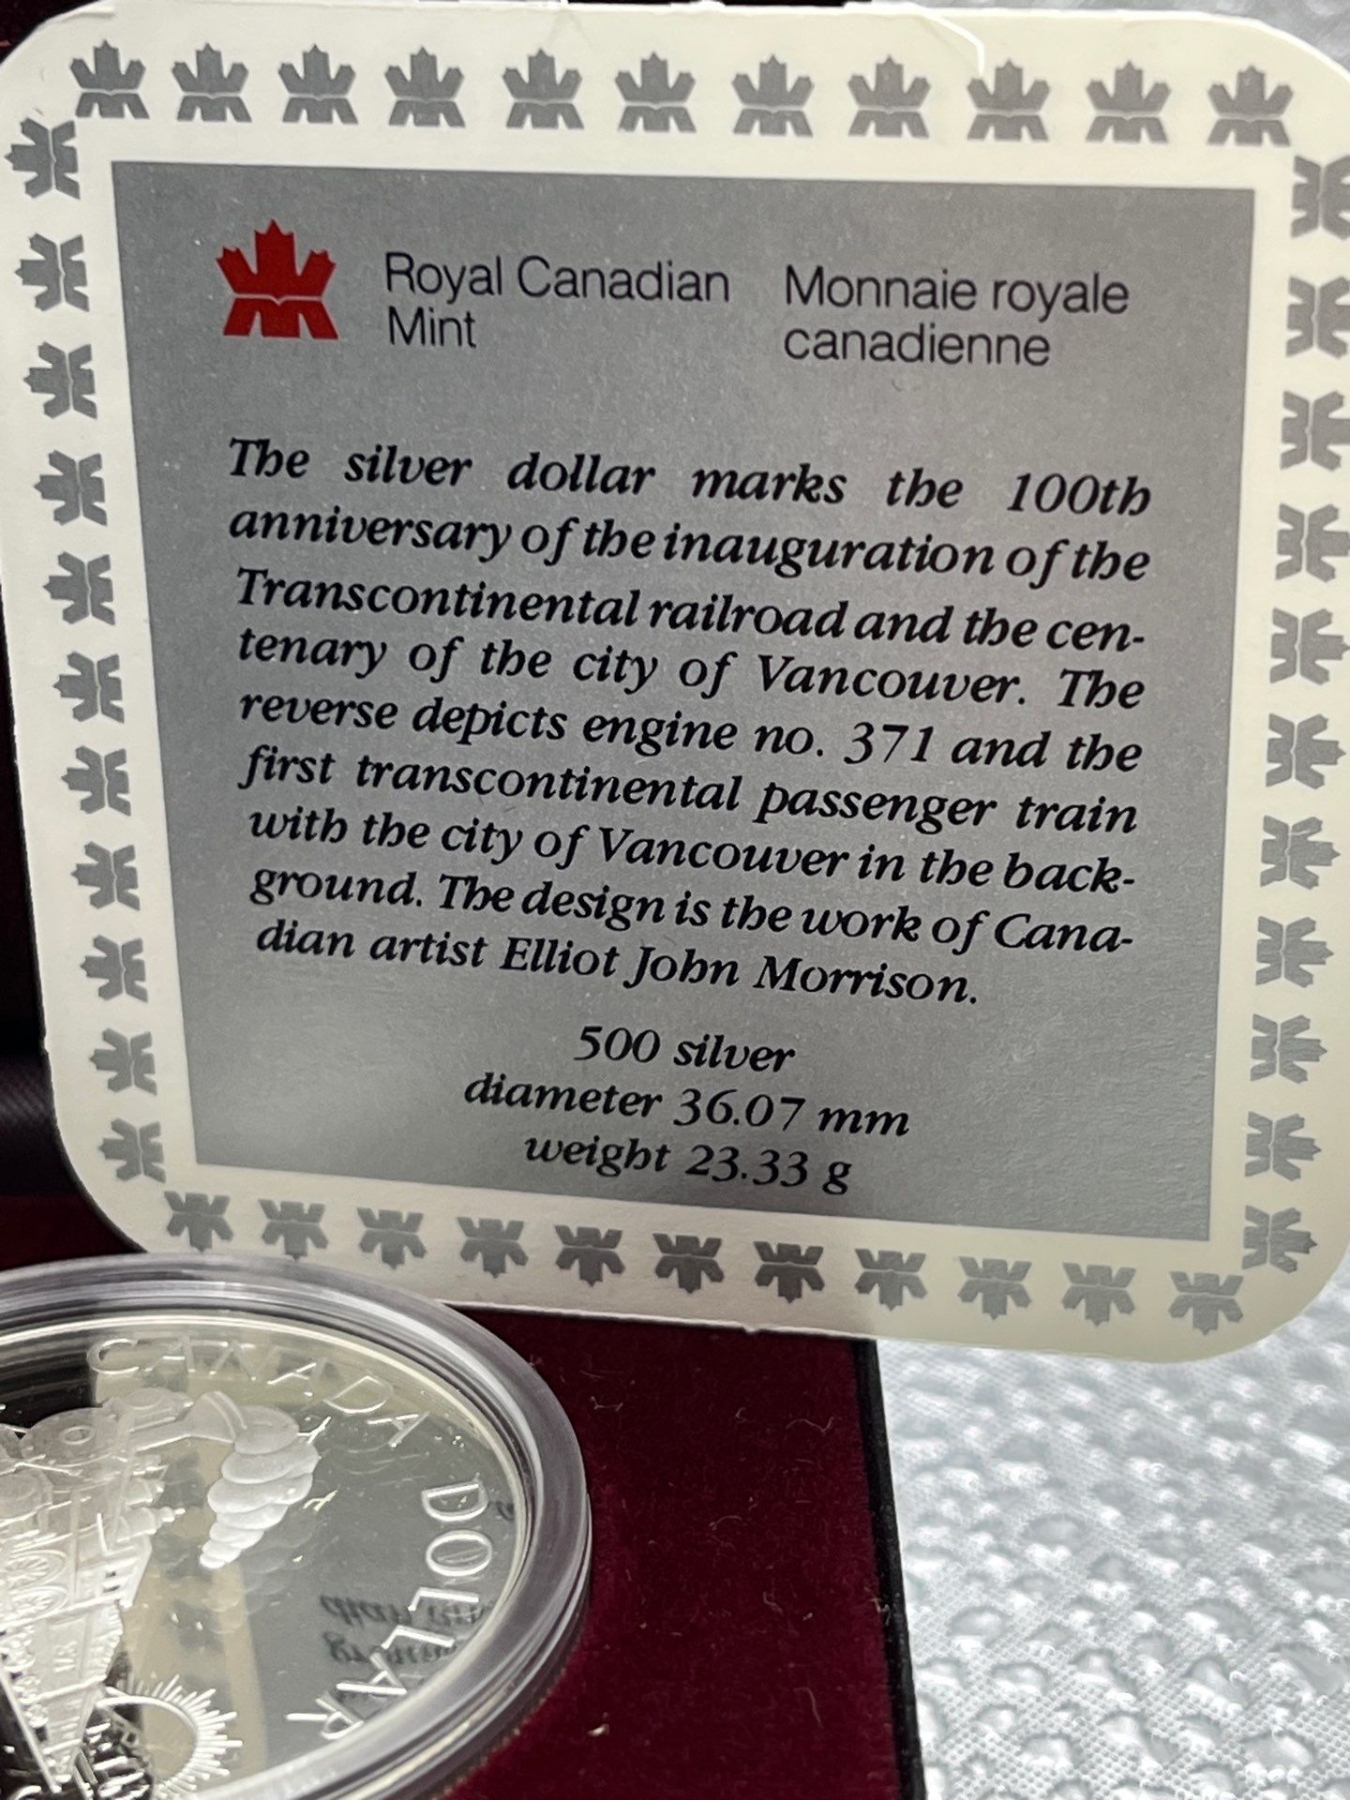 Royal Canadian
Mint
Monnaie royale
canadienne
The silver dollar marks the 100th
anniversary of the inauguration of the
Transcontinental railroad and the cen-
tenary of the city of Vancouver. The
reverse depicts engine no. 371 and the
first transcontinental passenger train
with the city of Vancouver in the back-
ground. The design is the work of Cana-
dian artist Elliot John Morrison.
500 silver
diameter 36.07 mm
weight 23.33 g
CANADA
DOLLAR